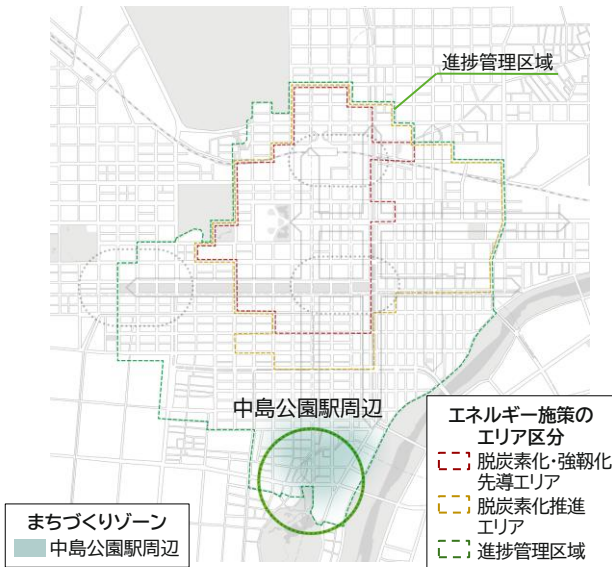 進捗管理区域
中島公園駅周辺
まちづくりゾーン
中島公園駅周辺
エネルギー施策の
エリア区分
脱炭素化・強靱化
先導エリア
脱炭素化推進
エリア
進捗管理区域